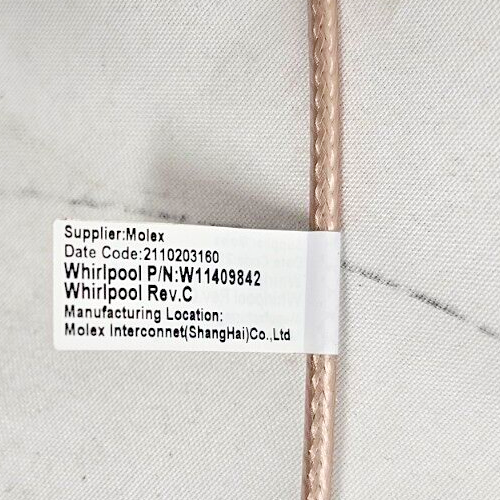 Supplier:Molex
Date Code:2110203160
Whirlpool P/N:W11409842
Whirlpool Rev.C
Manufacturing Location:
Molex Interconnet(ShangHai)Co.,Ltd